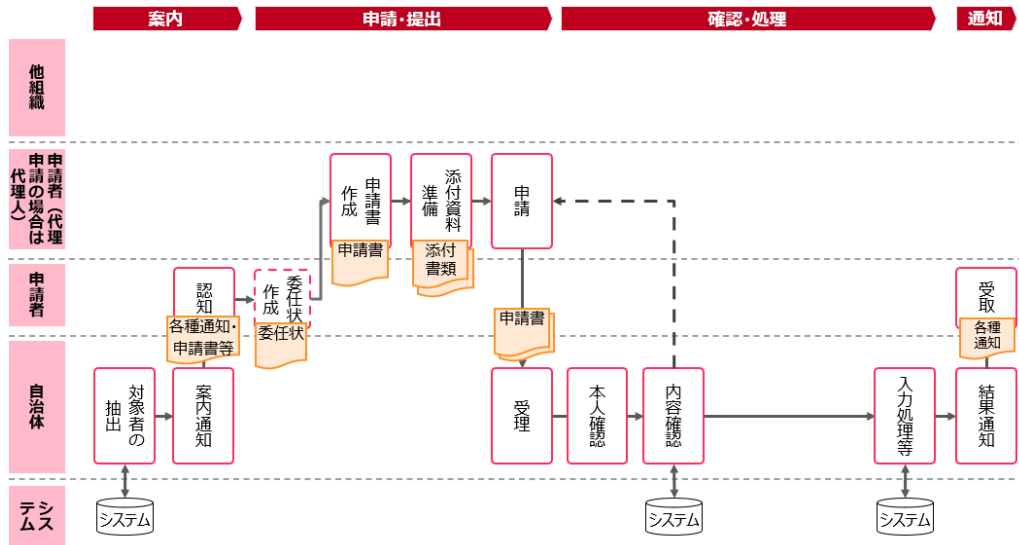 案内
申請・提出
確認・処理
通知
他組織
申請者（代理
申請の場合は
代理人）
申請書
作成
添付資料
準備
申請
申請書
添付
書類
申請者
認知
委任状
作成
受取
各種通知・
申請書等
委任状
申請書
各種
通知
自治体
対象者の
抽出
案内通知
受理
本人確認
内容確認
入力処理等
結果通知
シス
テム
システム
システム
システム